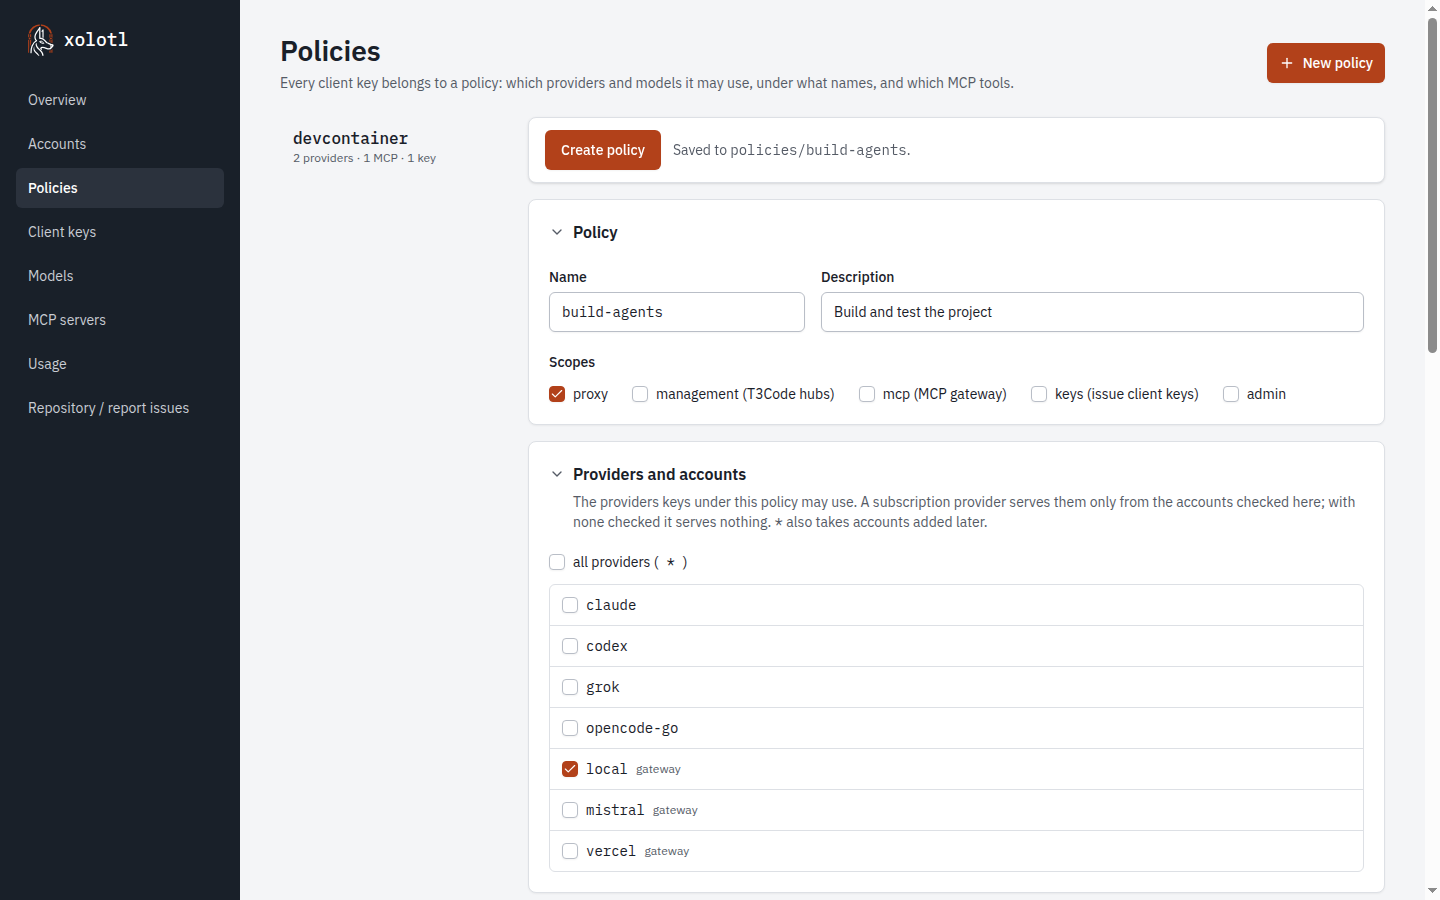 xolotl
Overview
Accounts
Policies
Client keys
Models
MCP servers
Usage
Repository / report issues
Policies
Every client key belongs to a policy: which providers and models it may use, under what names, and which MCP tools.
+ New policy
devcontainer
2 providers · 1 MCP · 1 key
Create policy
Saved to policies/build-agents.
Policy
Name
Description
build-agents
Build and test the project
Scopes
proxy
management (T3Code hubs)
mcp (MCP gateway)
keys (issue client keys)
admin
Providers and accounts
The providers keys under this policy may use. A subscription provider serves them only from the accounts checked here; with
none checked it serves nothing. * also takes accounts added later.
all providers ( * )
claude
codex
grok
opencode-go
local gateway
mistral gateway
vercel gateway